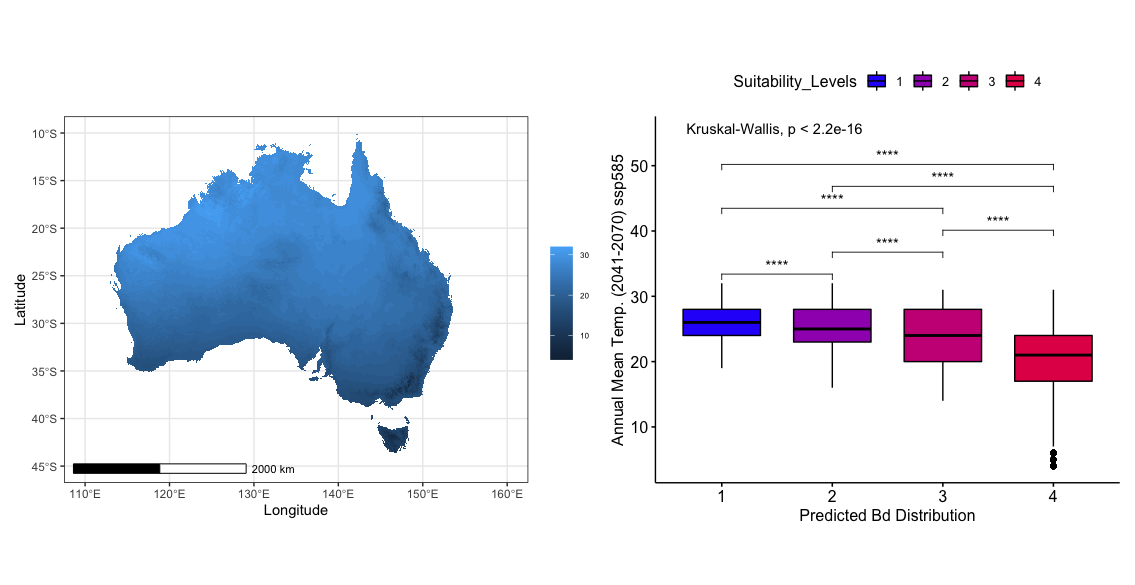 10°S
15°S
20°S
25°S
30°S
35°S
40°S
45°S
Latitude
2000 km
110°E 120°E 130°E 140°E 150°E 160°E
Longitude
30
20
10
Suitability_Levels 1 2 3 4
Kruskal-Wallis, p < 2.2e-16
****
****
****
****
****
****
50
40
30
20
10
Annual Mean Temp. (2041-2070) ssp585
1 2 3 4
Predicted Bd Distribution